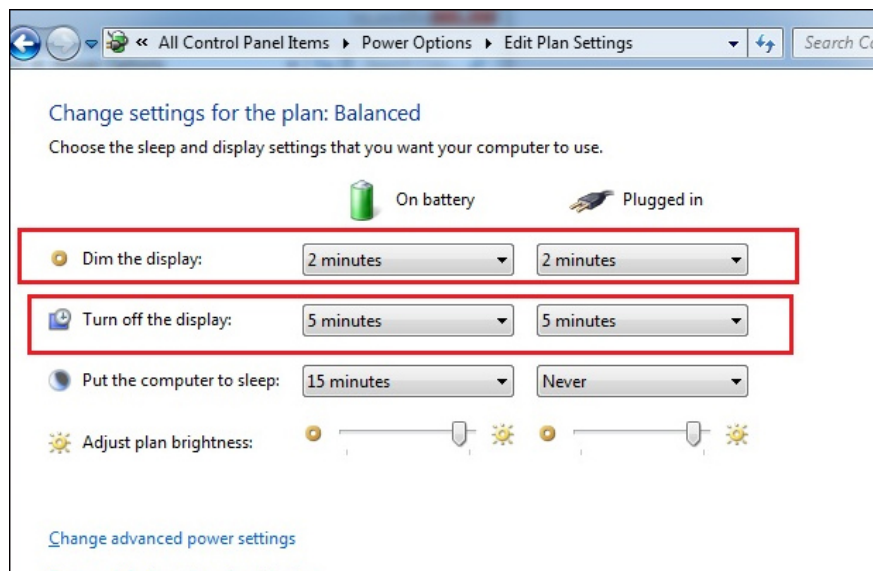 « All Control Panel Items ▸ Power Options ▸ Edit Plan Settings
Change settings for the plan: Balanced
Choose the sleep and display settings that you want your computer to use.
On battery Plugged in
Dim the display: 2 minutes 2 minutes
Turn off the display: 5 minutes 5 minutes
Put the computer to sleep: 15 minutes Never
Adjust plan brightness:
Change advanced power settings